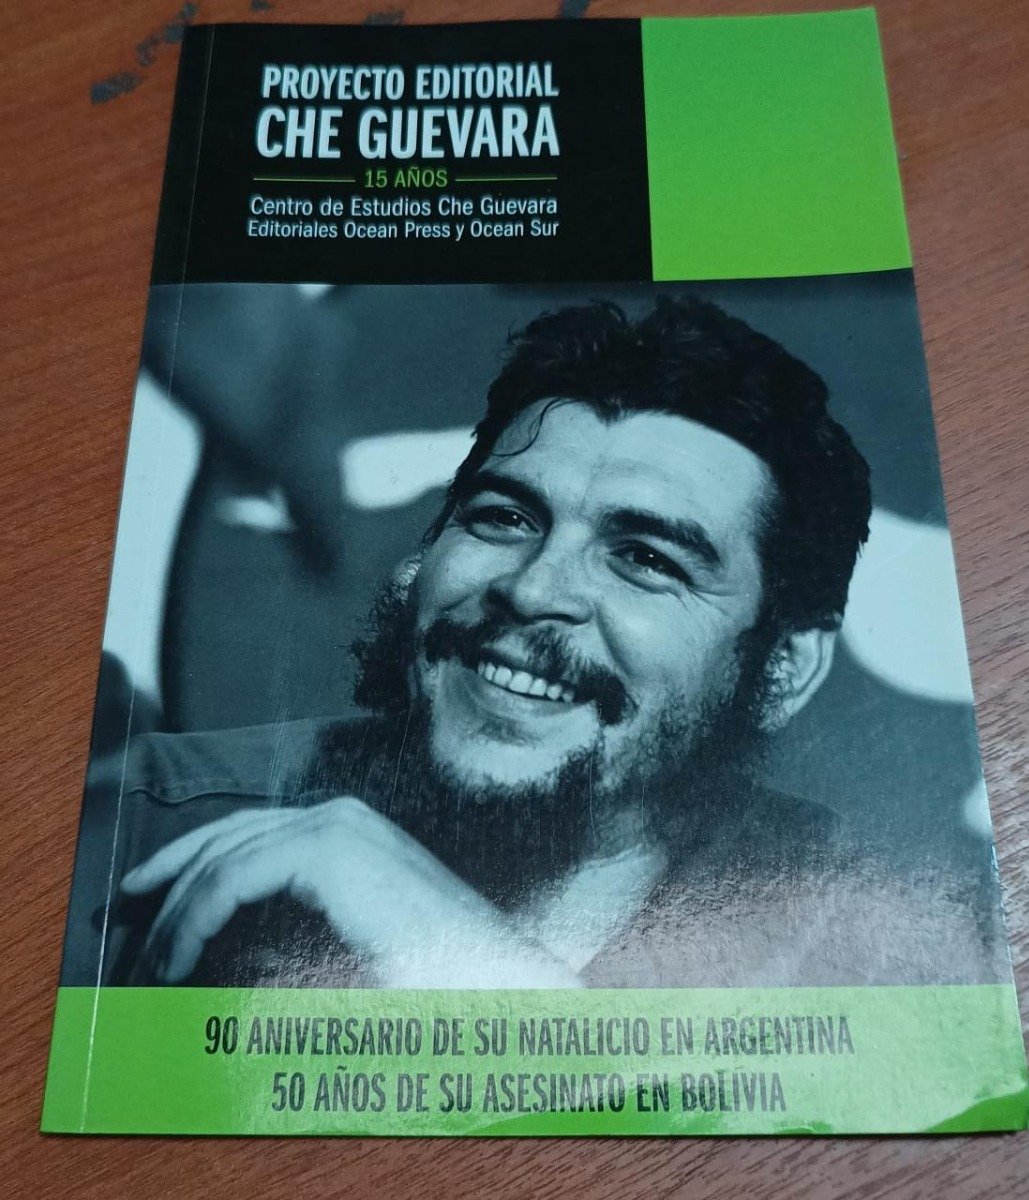 PROYECTO EDITORIAL
CHE GUEVARA
15 AÑOS
Centro de Estudios Che Guevara
Editoriales Ocean Press y Ocean Sur
90 ANIVERSARIO DE SU NATALICIO EN ARGENTINA
50 AÑOS DE SU ASESINATO EN BOLIVIA